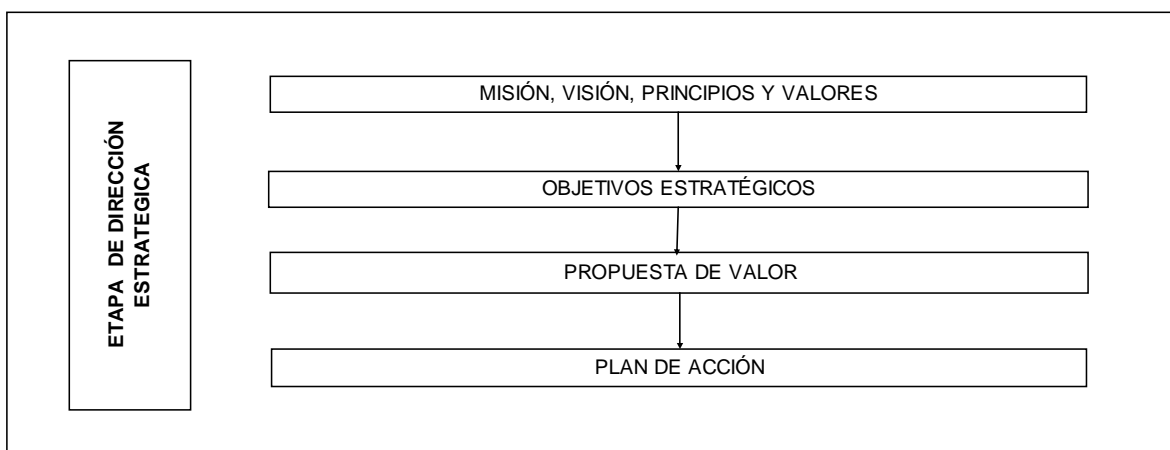 ETAPA DE DIRECCIÓN
ESTRATEGICA
MISIÓN, VISIÓN, PRINCIPIOS Y VALORES
OBJETIVOS ESTRATÉGICOS
PROPUESTA DE VALOR
PLAN DE ACCIÓN